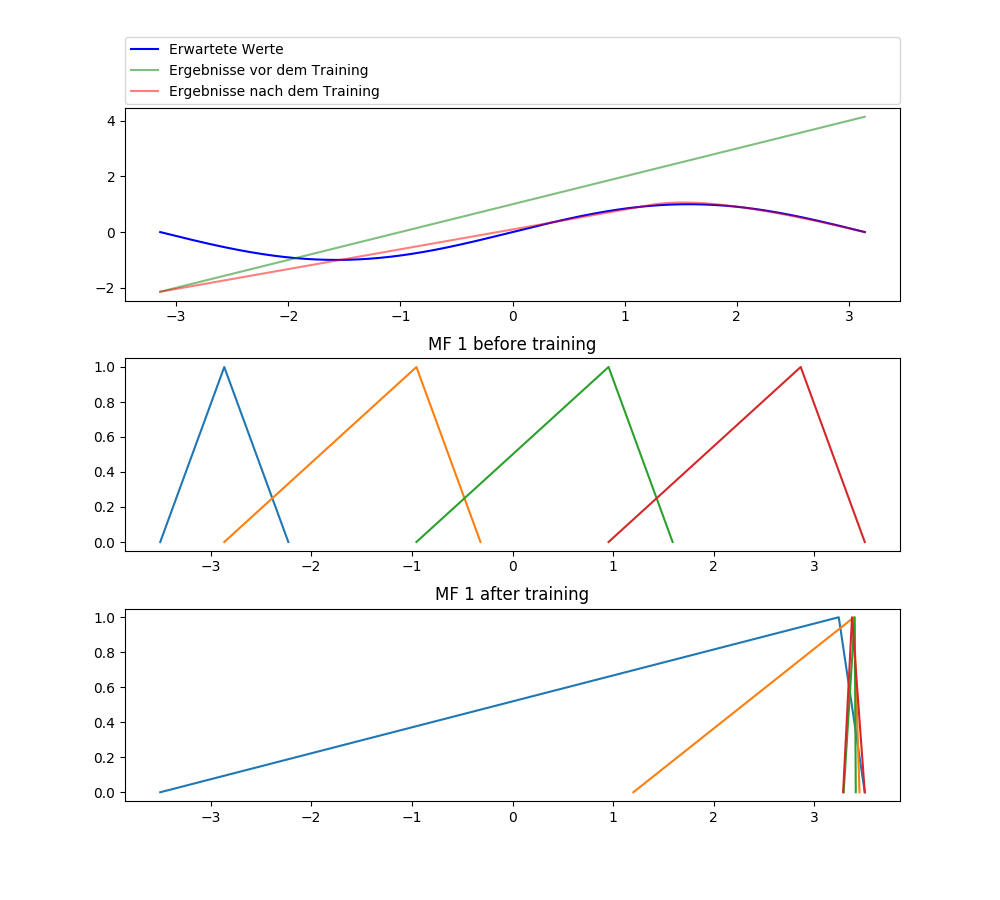 Erwartete Werte
Ergebnisse vor dem Training
Ergebnisse nach dem Training
4
2
0
−2
−3 −2 −1 0 1 2 3
MF 1 before training
1.0
0.8
0.6
0.4
0.2
0.0
−3 −2 −1 0 1 2 3
MF 1 after training
1.0
0.8
0.6
0.4
0.2
0.0
−3 −2 −1 0 1 2 3